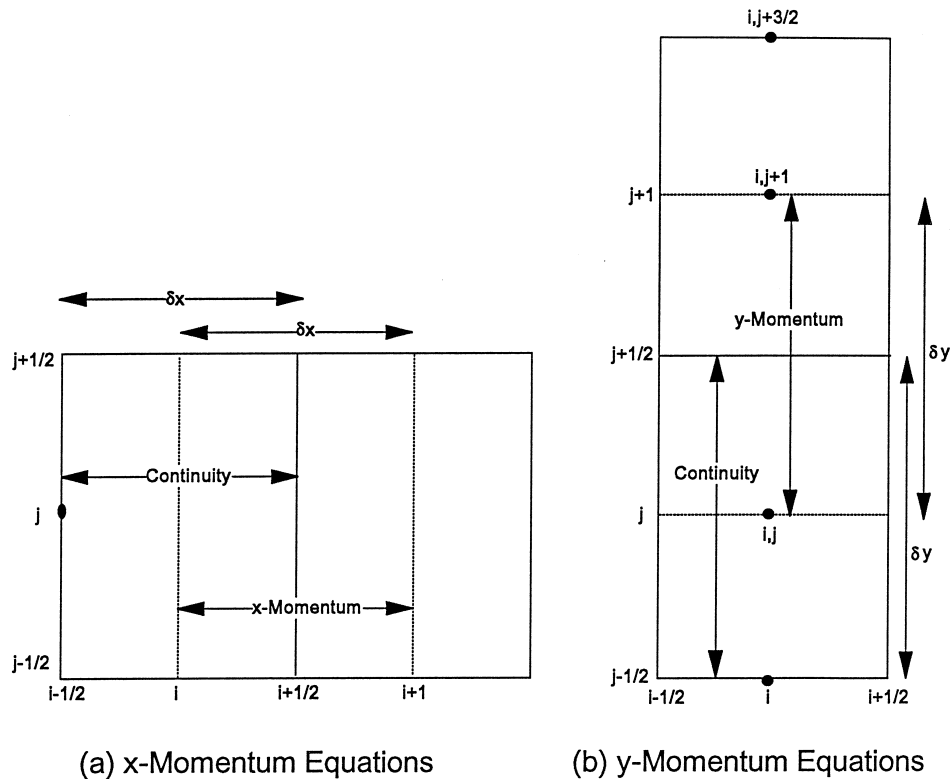 δx
δx
j+1/2
Continuity
j
x-Momentum
j-1/2
i-1/2
i
i+1/2
i+1
(a) x-Momentum Equations
i,j+3/2
i,j+1
j+1
y-Momentum
j+1/2
δy
Continuity
j
i,j
δy
j-1/2
i-1/2
i
i+1/2
(b) y-Momentum Equations